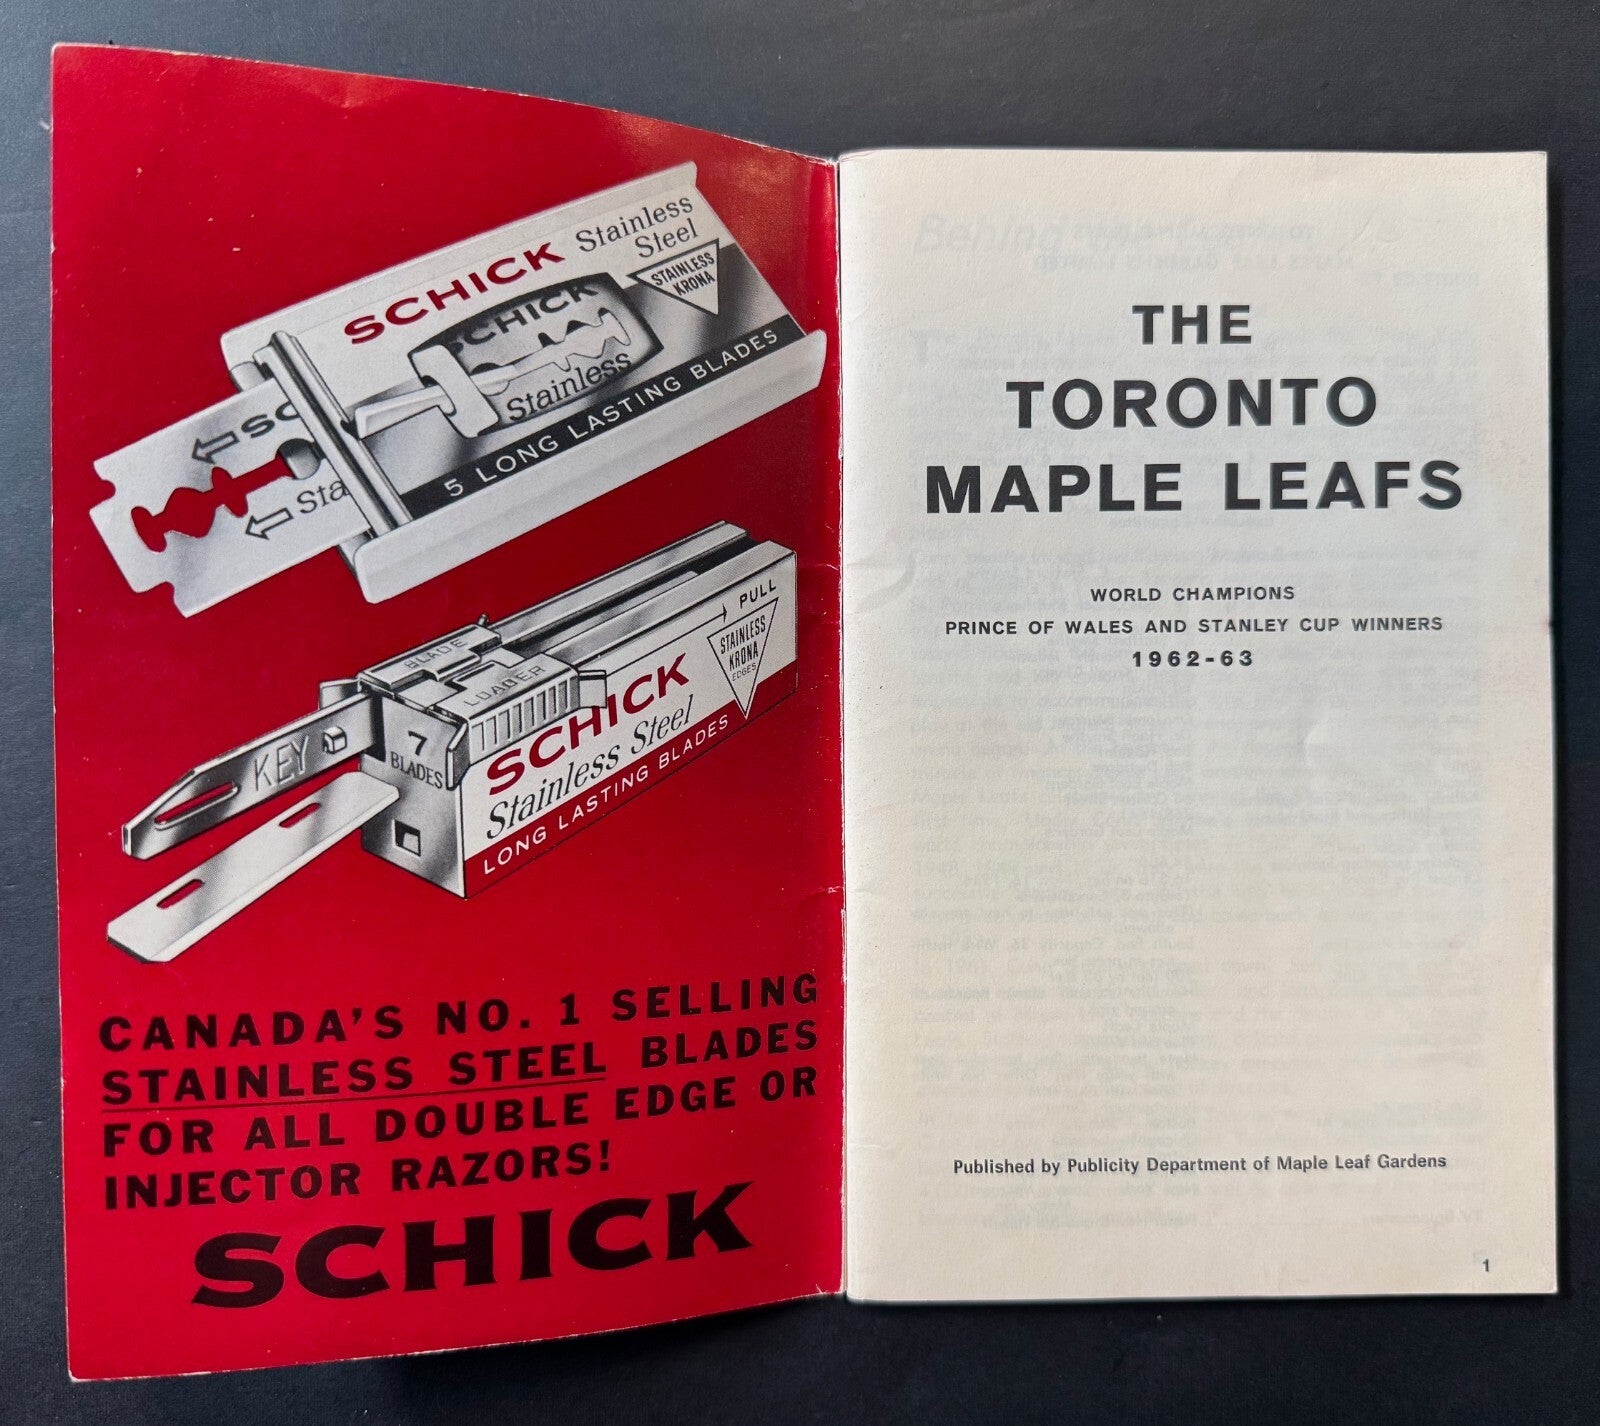 SCHICK Stainless
Steel
STAINLESS
KRONA
SCHICK
Stainless
5 LONG LASTING BLADES
SC
Sta
PULL
BLADE
LOADER
STAINLESS
KRONA
EDGES
KEY
7
BLADES
SCHICK
Stainless Steel
LONG LASTING BLADES
CANADA'S NO. 1 SELLING
STAINLESS STEEL BLADES
FOR ALL DOUBLE EDGE OR
INJECTOR RAZORS!
SCHICK
THE
TORONTO
MAPLE LEAFS
WORLD CHAMPIONS
PRINCE OF WALES AND STANLEY CUP WINNERS
1962-63
Published by Publicity Department of Maple Leaf Gardens
1